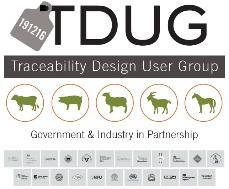 191216
TDUG
Traceability Design User Group
Government & Industry in Partnership